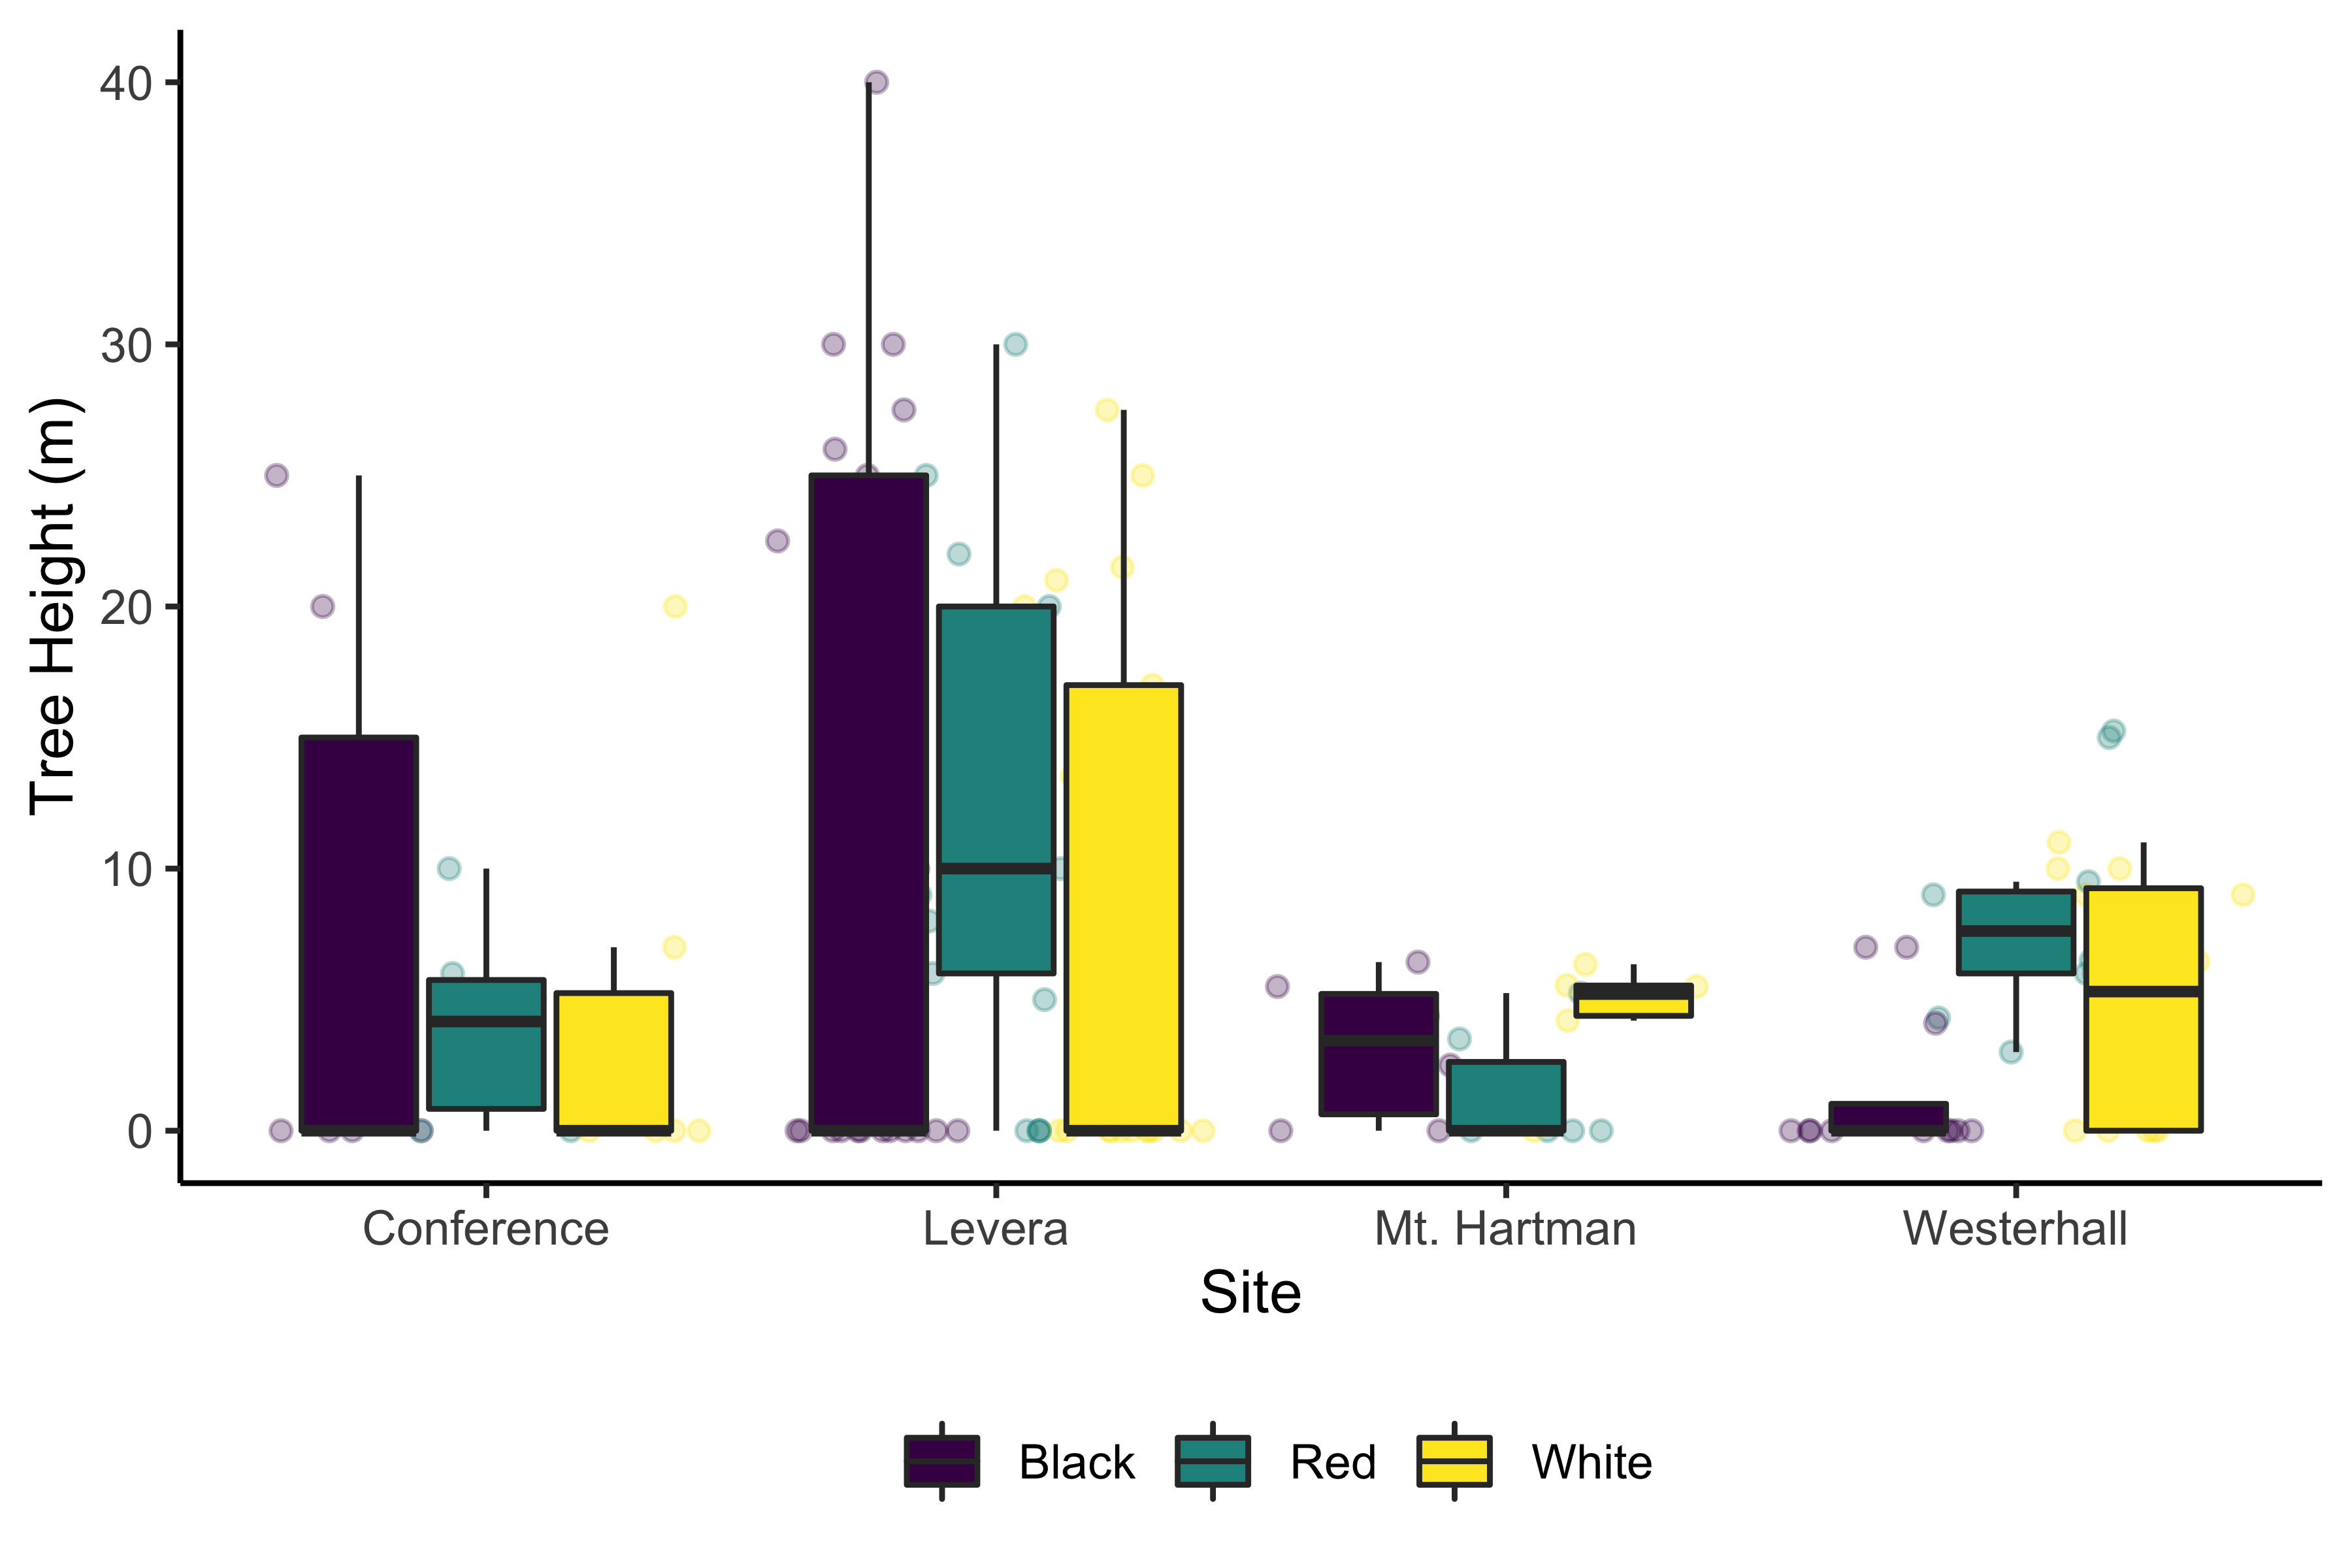 Tree Height (m)
40
30
20
10
0
Conference Levera Mt. Hartman Westerhall
Site
Black Red White